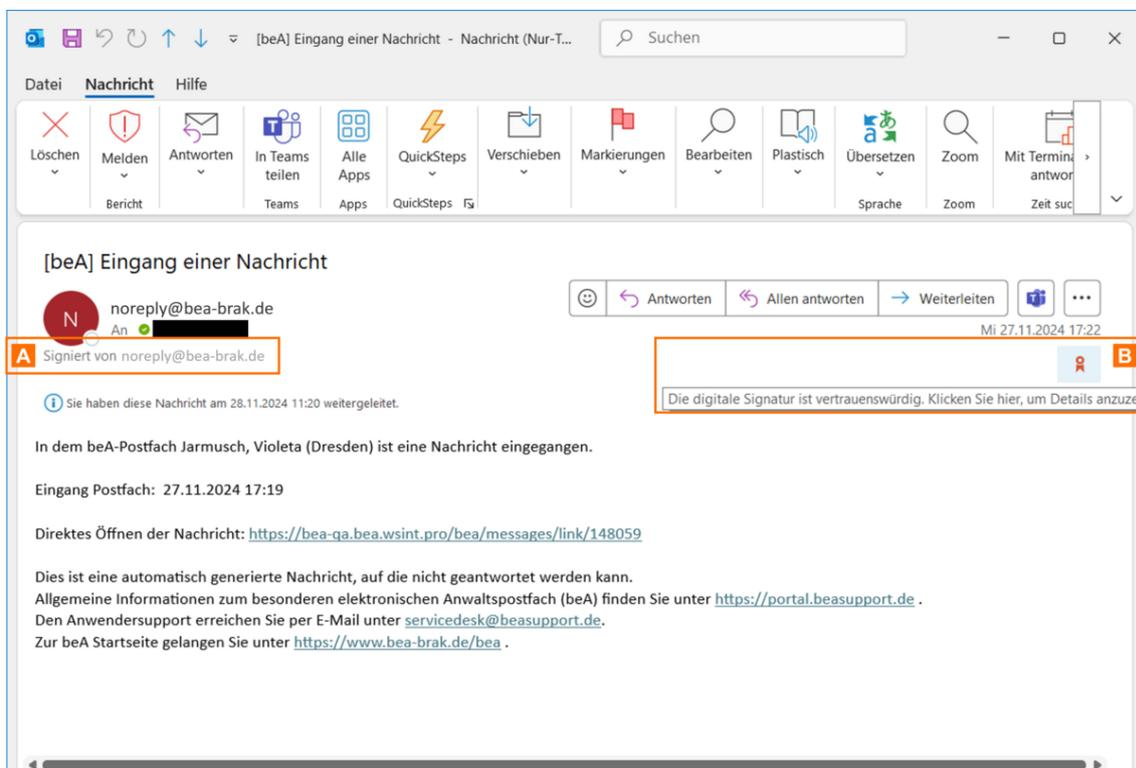 [beA] Eingang einer Nachricht - Nachricht (Nur-T...
Suchen
Datei Nachricht Hilfe
Löschen Melden Antworten In Teams teilen Alle Apps QuickSteps Verschieben Markierungen Bearbeiten Plastisch Übersetzen Zoom Mit Termina antwor
Bericht Teams Apps QuickSteps Sprache Zoom Zeit suc
[beA] Eingang einer Nachricht
N
noreply@bea-brak.de
Antworten Allen antworten Weiterleiten
An
Mi 27.11.2024 17:22
A Signiert von noreply@bea-brak.de
B
Sie haben diese Nachricht am 28.11.2024 11:20 weitergeleitet.
Die digitale Signatur ist vertrauenswürdig. Klicken Sie hier, um Details anzuze
In dem beA-Postfach Jarmusch, Violeta (Dresden) ist eine Nachricht eingegangen.
Eingang Postfach: 27.11.2024 17:19
Direktes Öffnen der Nachricht: https://bea-qa.bea.wsint.pro/bea/messages/link/148059
Dies ist eine automatisch generierte Nachricht, auf die nicht geantwortet werden kann.
Allgemeine Informationen zum besonderen elektronischen Anwaltspostfach (beA) finden Sie unter https://portal.beasupport.de .
Den Anwendersupport erreichen Sie per E-Mail unter servicedesk@beasupport.de.
Zur beA Startseite gelangen Sie unter https://www.bea-brak.de/bea .